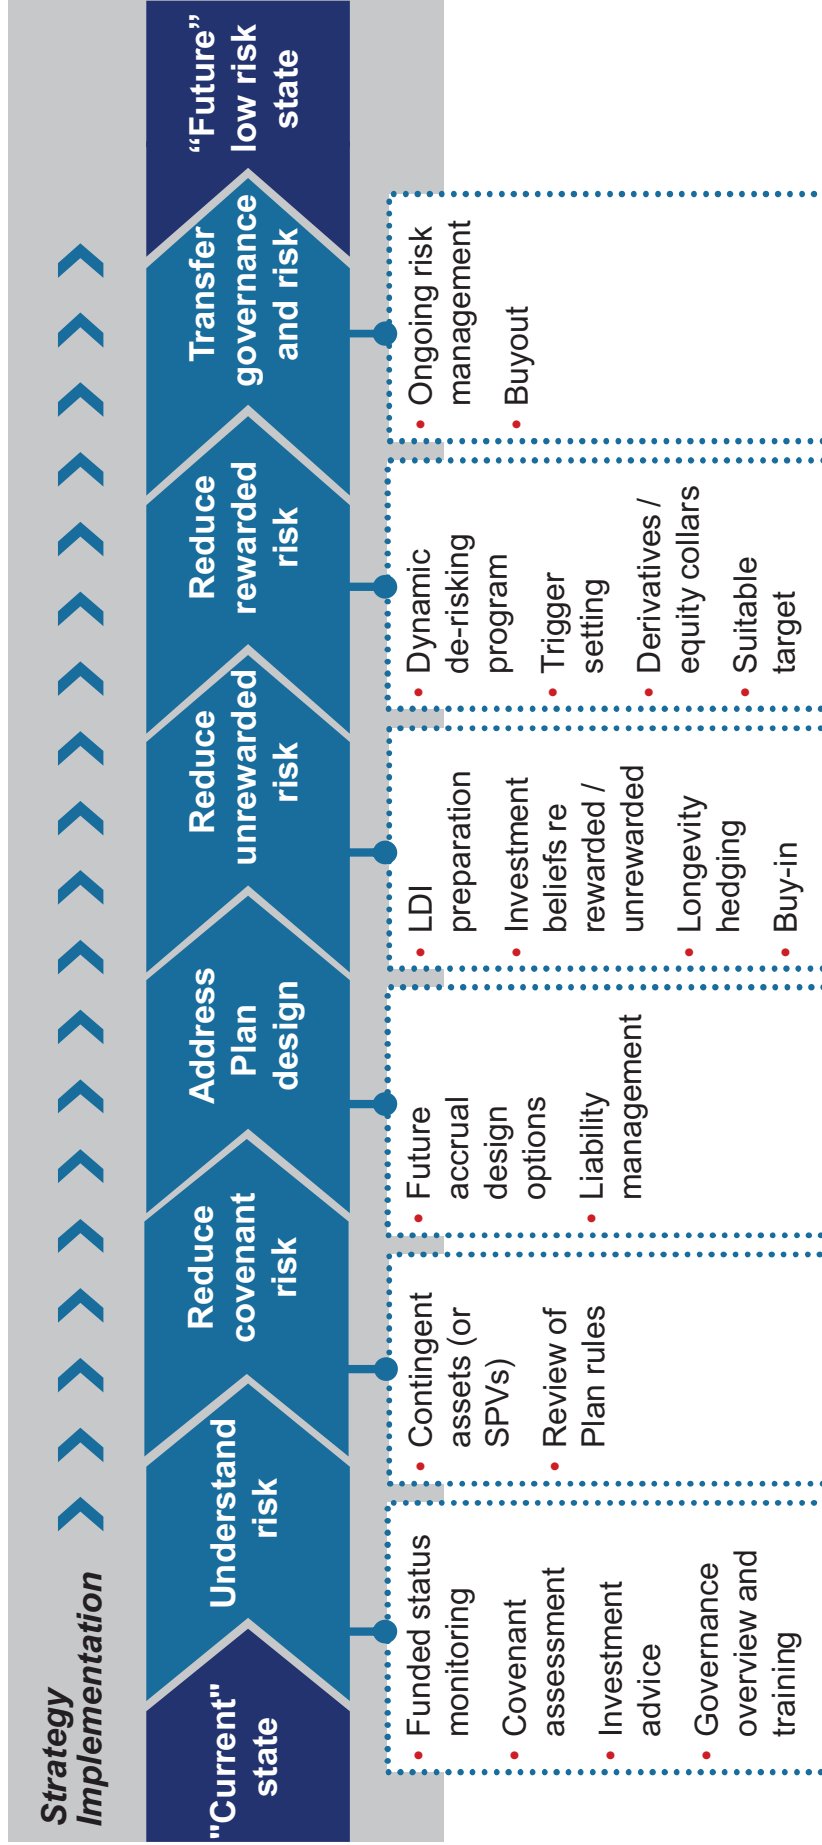 Strategy
Implementation
"Current"
state
Understand
risk
Reduce
covenant
risk
Address
Plan
design
Reduce
unrewarded
risk
Reduce
rewarded
risk
Transfer
governance
and risk
“Future”
low risk
state
• Funded status
monitoring
• Covenant
assessment
• Investment
advice
• Governance
overview and
training
• Contingent
assets (or
SPVs)
• Review of
Plan rules
• Future
accrual
design
options
• Liability
management
• LDI
preparation
• Investment
beliefs re
rewarded /
unrewarded
• Longevity
hedging
• Buy-in
• Dynamic
de-risking
program
• Trigger
setting
• Derivatives /
equity collars
• Suitable
target
• Ongoing risk
management
• Buyout